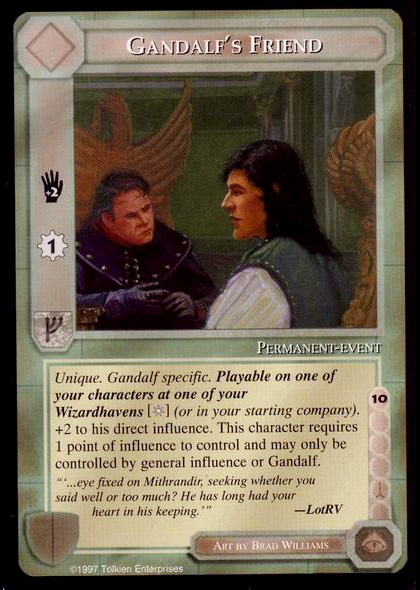 GANDALF'S FRIEND
+2
1
PERMANENT-EVENT
Unique. Gandalf specific. Playable on one of
your characters at one of your
Wizardhavens [☼] (or in your starting company).
+2 to his direct influence. This character requires
1 point of influence to control and may only be
controlled by general influence or Gandalf.
"'...eye fixed on Mithrandir, seeking whether you
said well or too much? He has long had your
heart in his keeping.'"
—LotRV
10
ART BY BRAD WILLIAMS
©1997 Tolkien Enterprises